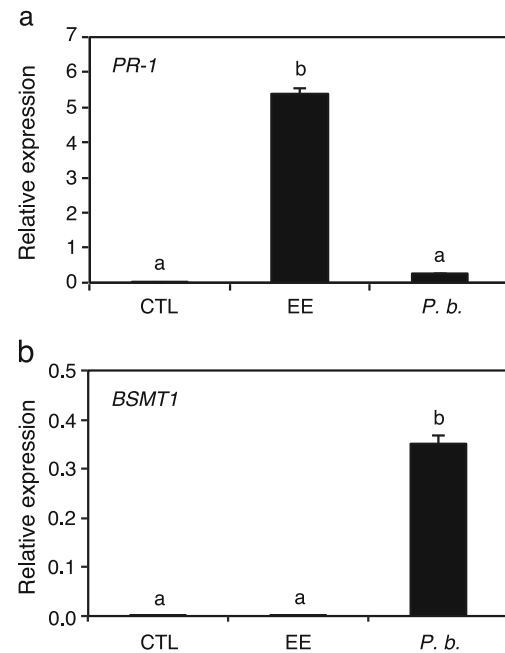 a
Relative expression
7
6
5
4
3
2
1
0
PR-1
a
b
a
CTL EE P. b.
b
Relative expression
0.5
0.4
0.3
0.2
0.1
0.0
BSMT1
a
a
b
CTL EE P. b.